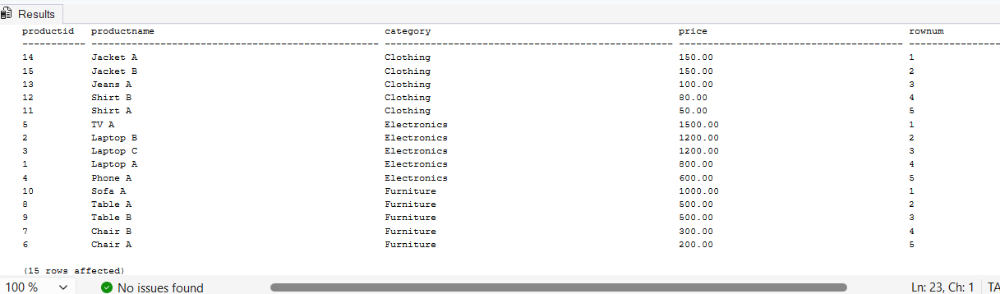 Results
productid productname category price rownum
----------- -------------------------------------------------- -------------------------------------------------- --------------------------------------- --------------------
14 Jacket A Clothing 150.00 1
15 Jacket B Clothing 150.00 2
13 Jeans A Clothing 100.00 3
12 Shirt B Clothing 80.00 4
11 Shirt A Clothing 50.00 5
5 TV A Electronics 1500.00 1
2 Laptop B Electronics 1200.00 2
3 Laptop C Electronics 1200.00 3
1 Laptop A Electronics 800.00 4
4 Phone A Electronics 600.00 5
10 Sofa A Furniture 1000.00 1
8 Table A Furniture 500.00 2
9 Table B Furniture 500.00 3
7 Chair B Furniture 300.00 4
6 Chair A Furniture 200.00 5
(15 rows affected)
100 % No issues found Ln: 23, Ch: 1 TA